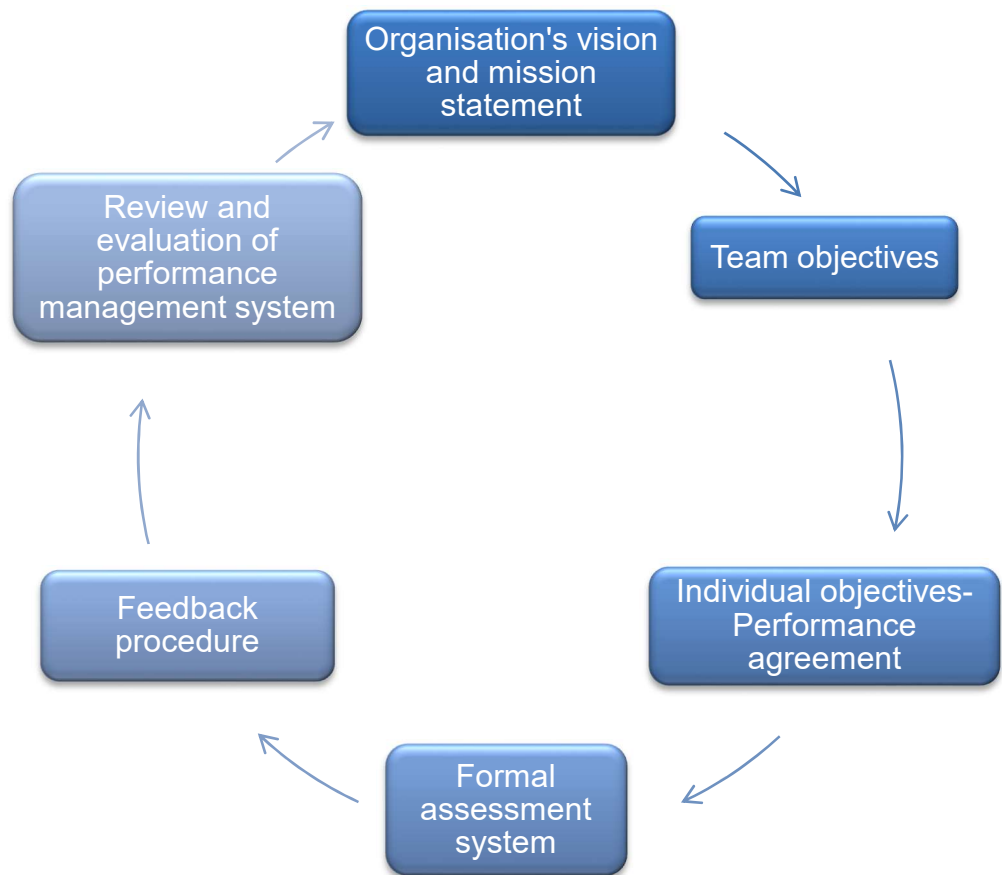 Organisation's vision
and mission
statement
Team objectives
Individual objectives-
Performance
agreement
Formal
assessment
system
Feedback
procedure
Review and
evaluation of
performance
management system